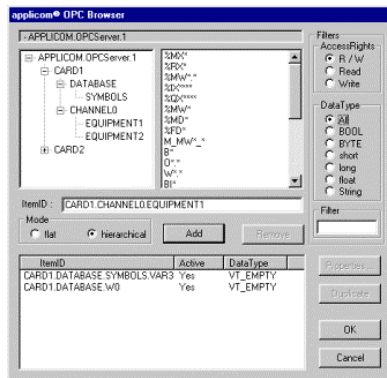 applicom® OPC Browser
- APPLICOM.OPCServer.1
APPLICOM.OPCServer.1
CARD1
DATABASE
SYMBOLS
CHANNEL0
EQUIPMENT1
EQUIPMENT2
CARD2
%MX*
%RX*
%MW*.*
%IX*.***
%QX*.***
%MW*
%MD*
%FD*
M_MW*_*
B*
O*.*
W*.*
BI*
ItemID : CARD1.CHANNEL0.EQUIPMENT1
Mode
flat
hierarchical
Add
Remove
Filters
AccessRights
R / W
Read
Write
DataType
All
BOOL
BYTE
short
long
float
String
Filter
ItemID Active DataType
CARD1.DATABASE.SYMBOLS.VAR3 Yes VT_EMPTY
CARD1.DATABASE.W0 Yes VT_EMPTY
Properties...
Duplicate
OK
Cancel